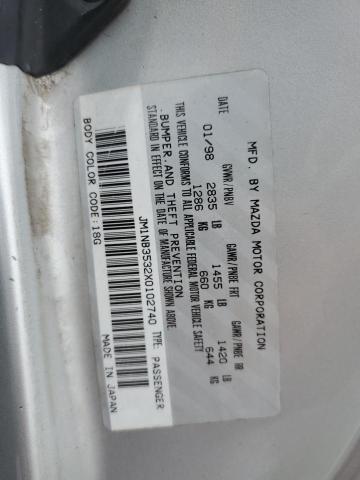 MFD. BY MAZDA MOTOR CORPORATION
DATE GVWR/PNBV GAWR/PNBE FRT GAWR/PNBE RR
01/98 2835 LB 1455 LB 1420 LB
1286 KG 660 KG 644 KG
THIS VEHICLE CONFORMS TO ALL APPLICABLE FEDERAL MOTOR VEHICLE SAFETY
, BUMPER, AND THEFT PREVENTION
STANDARD IN EFFECT ON THE DATE OF MANUFACTURE SHOWN ABOVE.
JM1NB3532X0102740 TYPE: PASSENGER
BODY COLOR CODE:18G MADE IN JAPAN